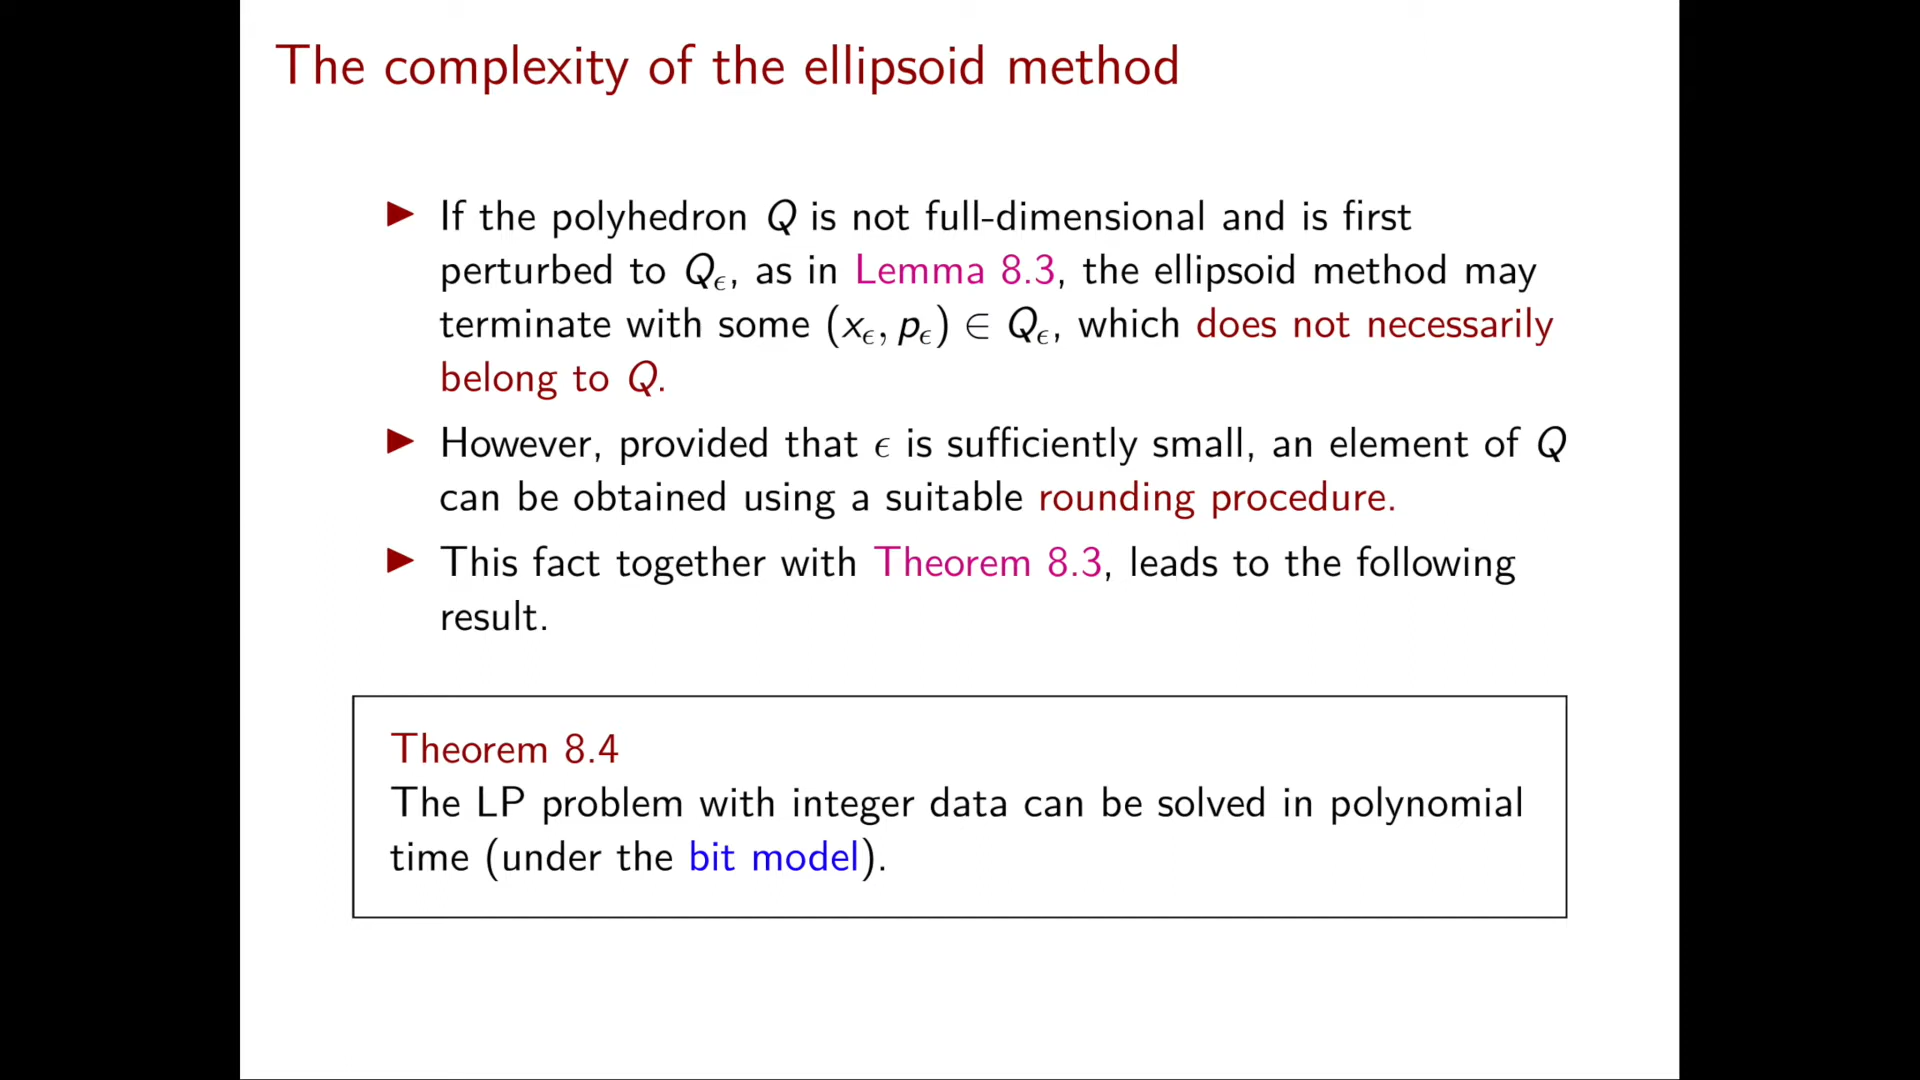 The complexity of the ellipsoid method
▶ If the polyhedron Q is not full-dimensional and is first
perturbed to Qϵ, as in Lemma 8.3, the ellipsoid method may
terminate with some (xϵ, pϵ) ∈ Qϵ, which does not necessarily
belong to Q.
▶ However, provided that ϵ is sufficiently small, an element of Q
can be obtained using a suitable rounding procedure.
▶ This fact together with Theorem 8.3, leads to the following
result.
Theorem 8.4
The LP problem with integer data can be solved in polynomial
time (under the bit model).